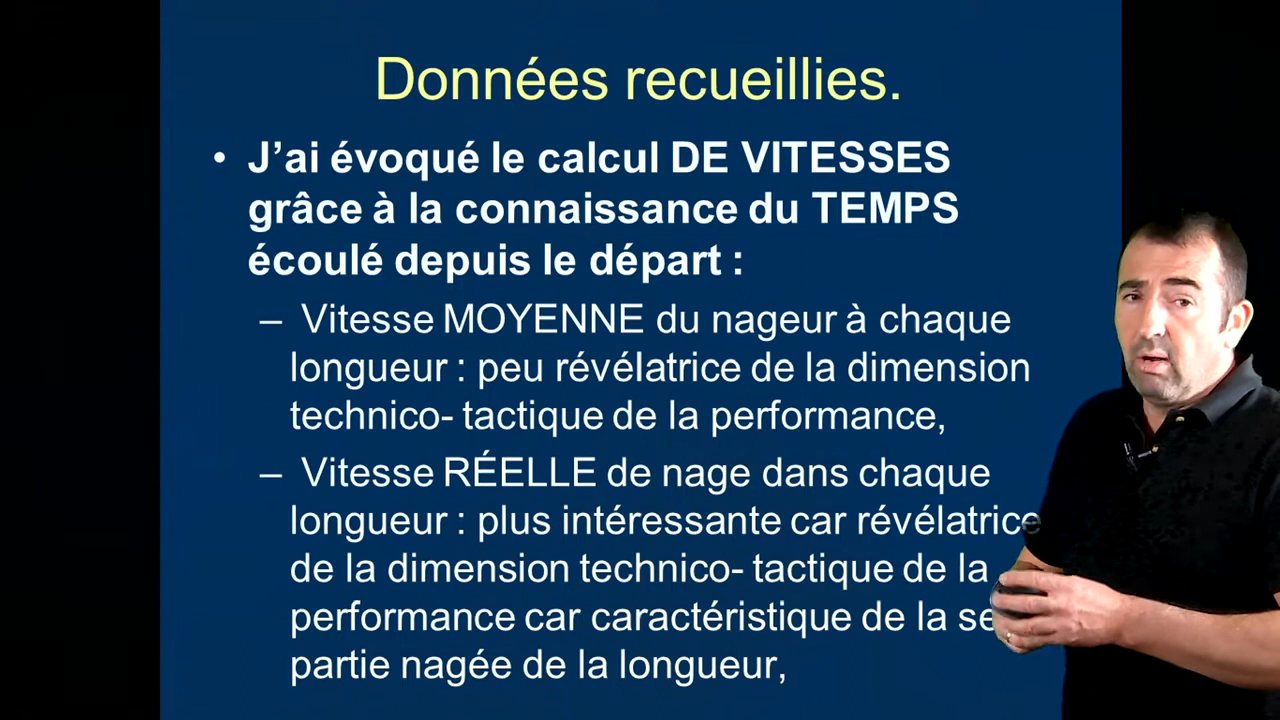 Données recueillies.
• J’ai évoqué le calcul DE VITESSES
grâce à la connaissance du TEMPS
écoulé depuis le départ :
– Vitesse MOYENNE du nageur à chaque
longueur : peu révélatrice de la dimension
technico- tactique de la performance,
– Vitesse RÉELLE de nage dans chaque
longueur : plus intéressante car révélatrice
de la dimension technico- tactique de la
performance car caractéristique de la
partie nagée de la longueur,